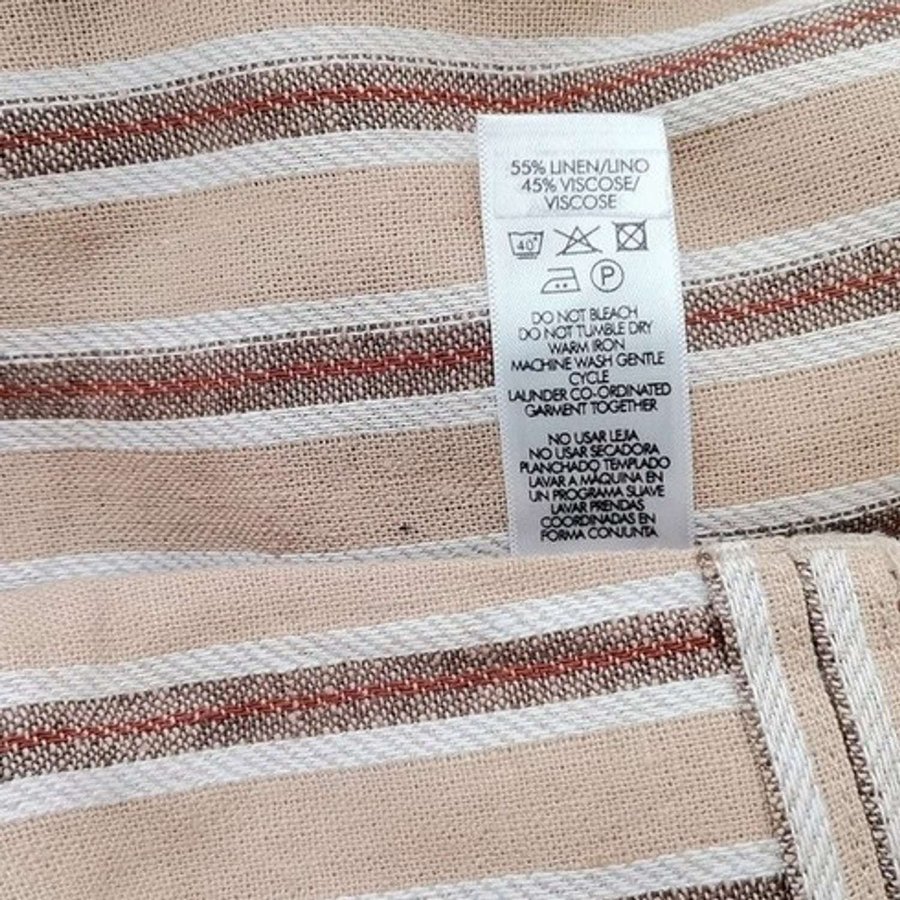 55% LINEN/LINO
45% VISCOSE/
VISCOSE
40°
P
DO NOT BLEACH
DO NOT TUMBLE DRY
WARM IRON
MACHINE WASH GENTLE
CYCLE
LAUNDER CO-ORDINATED
GARMENT TOGETHER
NO USAR LEJIA
NO USAR SECADORA
PLANCHADO TEMPLADO
LAVAR A MÁQUINA EN
UN PROGRAMA SUAVE
LAVAR PRENDAS
COORDINADAS EN
FORMA CONJUNTA